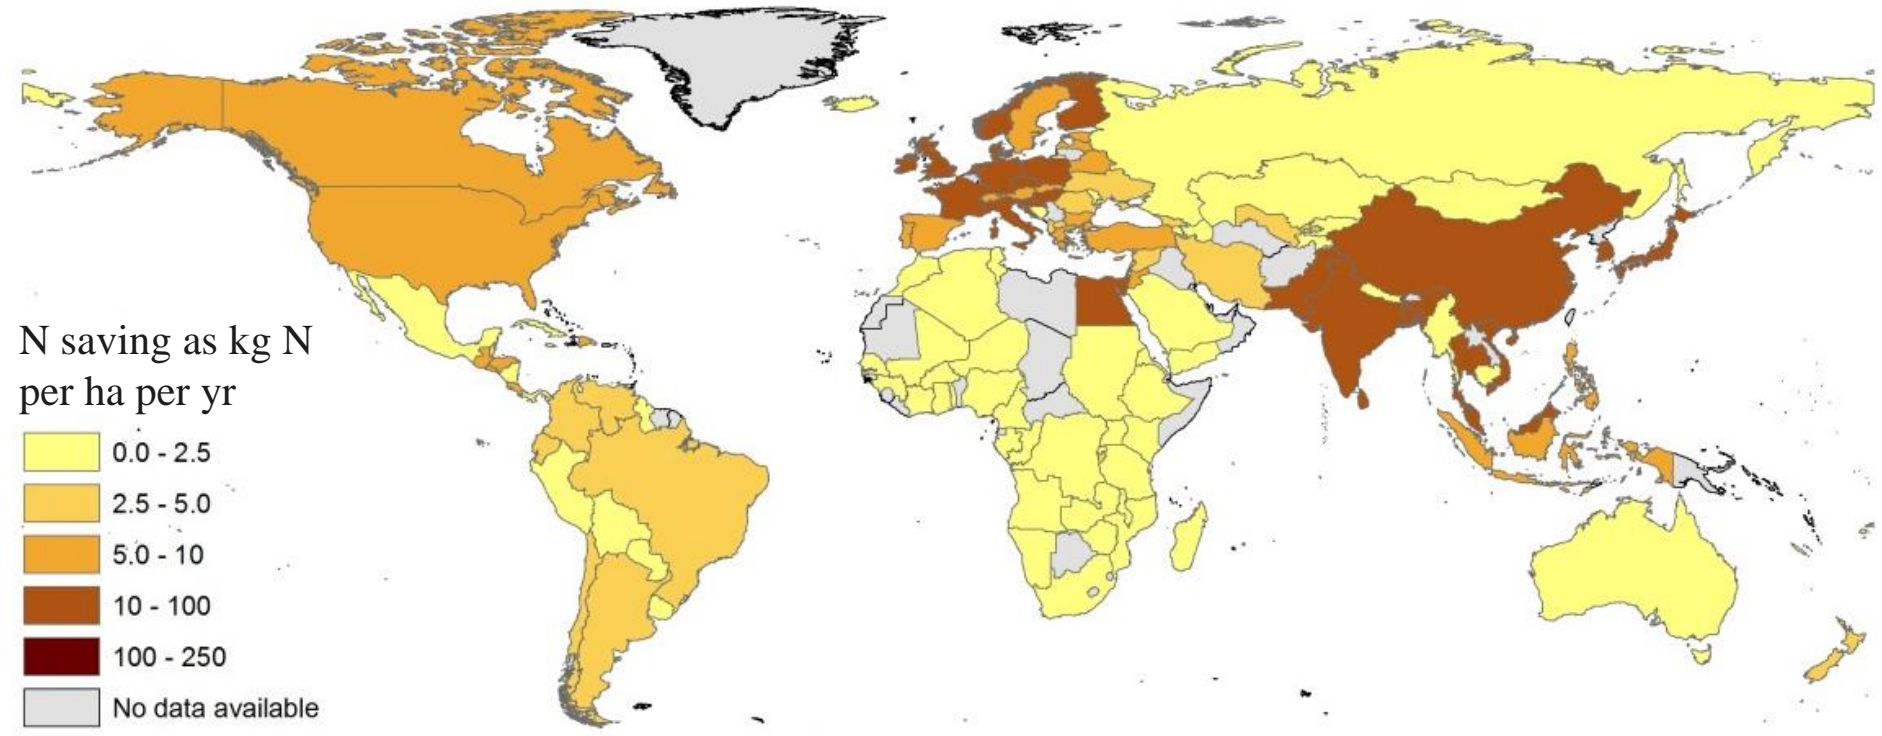 N saving as kg N
per ha per yr
0.0 - 2.5
2.5 - 5.0
5.0 - 10
10 - 100
100 - 250
No data available